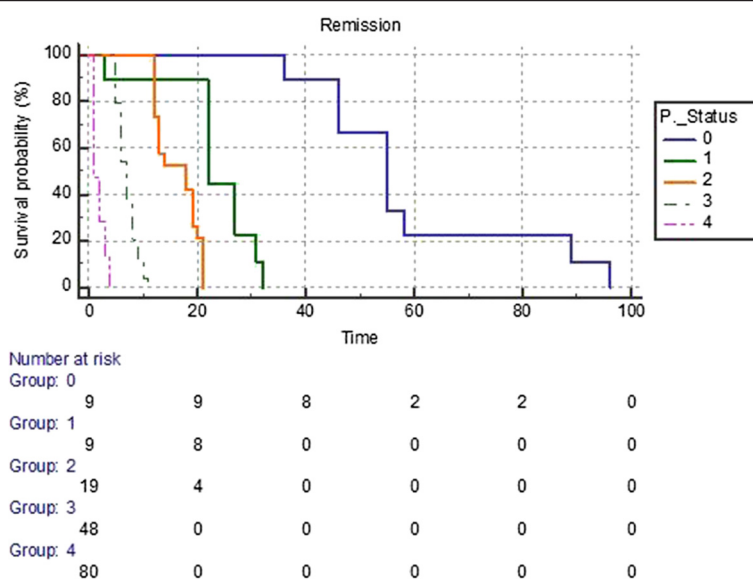 Remission
Survival probability (%)
100
80
60
40
20
0
0 20 40 60 80 100
Time
P._Status
0
1
2
3
4
Number at risk
Group: 0
9 9 8 2 2 0
Group: 1
9 8 0 0 0 0
Group: 2
19 4 0 0 0 0
Group: 3
48 0 0 0 0 0
Group: 4
80 0 0 0 0 0